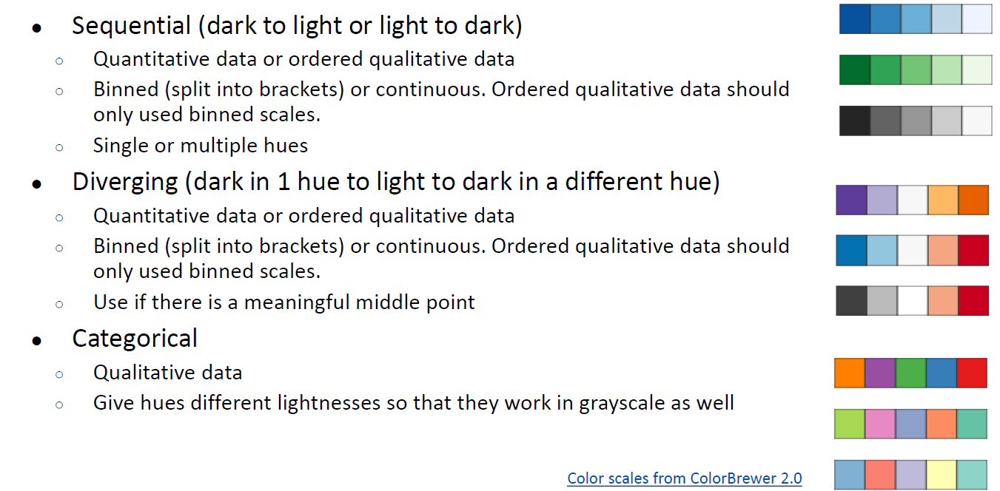 ● Sequential (dark to light or light to dark)
○ Quantitative data or ordered qualitative data
○ Binned (split into brackets) or continuous. Ordered qualitative data should
only used binned scales.
○ Single or multiple hues
● Diverging (dark in 1 hue to light to dark in a different hue)
○ Quantitative data or ordered qualitative data
○ Binned (split into brackets) or continuous. Ordered qualitative data should
only used binned scales.
○ Use if there is a meaningful middle point
● Categorical
○ Qualitative data
○ Give hues different lightnesses so that they work in grayscale as well
Color scales from ColorBrewer 2.0